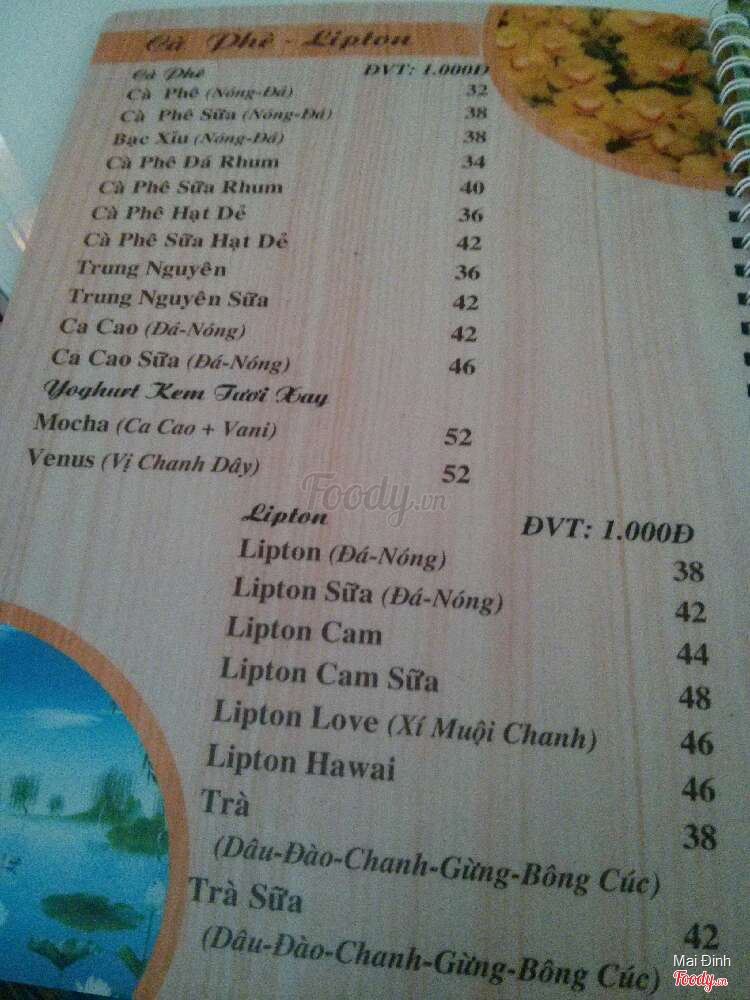 Cà Phê - Lipton
Cà Phê ĐVT: 1.000Đ
Cà Phê (Nóng-Đá) 32
Cà Phê Sữa (Nóng-Đá) 38
Bạc Xỉu (Nóng-Đá) 38
Cà Phê Đá Rhum 34
Cà Phê Sữa Rhum 40
Cà Phê Hạt Dẻ 36
Cà Phê Sữa Hạt Dẻ 42
Trung Nguyên 36
Trung Nguyên Sữa 42
Ca Cao (Đá-Nóng) 42
Ca Cao Sữa (Đá-Nóng) 46
Yoghurt Kem Tươi Xay
Mocha (Ca Cao + Vani) 52
Venus (Vị Chanh Dây) 52
Foody.vn
Lipton ĐVT: 1.000Đ
Lipton (Đá-Nóng) 38
Lipton Sữa (Đá-Nóng) 42
Lipton Cam 44
Lipton Cam Sữa 48
Lipton Love (Xí Muội Chanh) 46
Lipton Hawai 46
Trà 38
(Dâu-Đào-Chanh-Gừng-Bông Cúc)
Trà Sữa 42
(Dâu-Đào-Chanh-Gừng-Bông Cúc)
Mai Đinh
Foody.vn